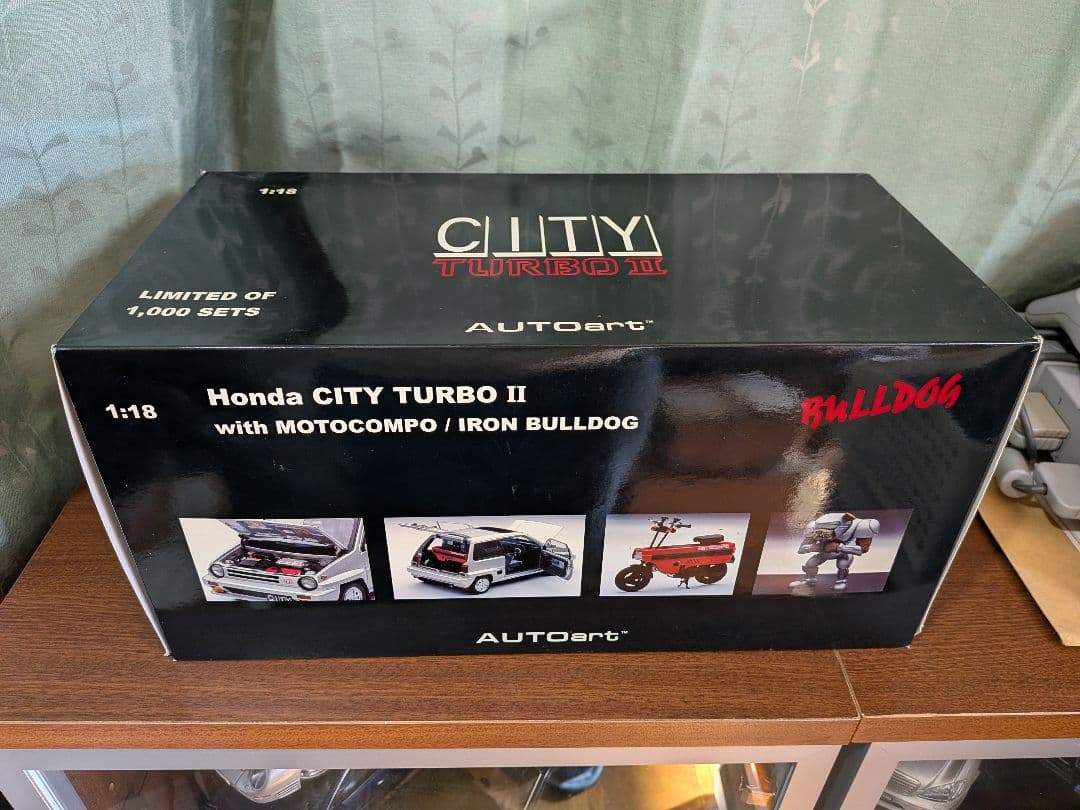 1:18
CITY
TURBO II
LIMITED OF
1,000 SETS
AUTOart™
1:18
Honda CITY TURBO II
with MOTOCOMPO / IRON BULLDOG
BULLDOG
CITY
AUTOart™